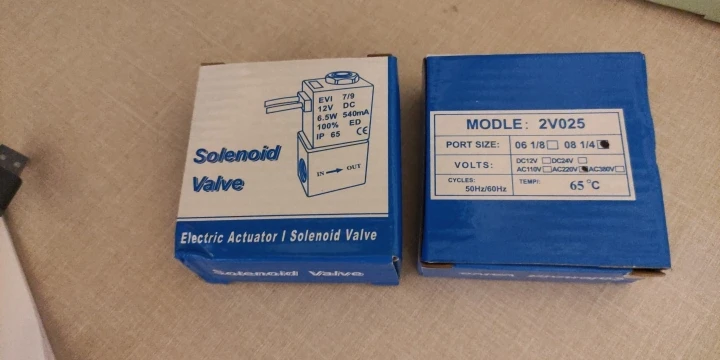 EVI 7/9
12V DC
6.5W 540mA
100% ED
IP 65 CE
IN OUT
Solenoid
Valve
Electric Actuator I Solenoid Valve
Solenoid Valve
MODLE: 2V025
PORT SIZE: 06 1/8 08 1/4
VOLTS: DC12V DC24V
AC110V AC220V AC380V
CYCLES: 50Hz/60Hz
TEMP: 65°C